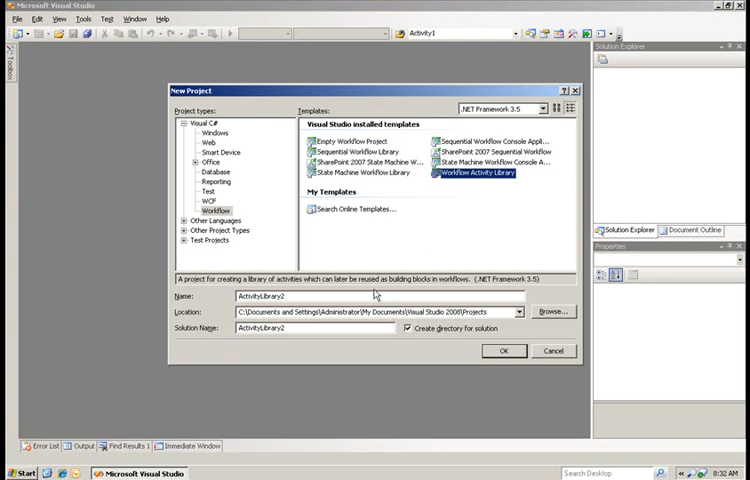 Microsoft Visual Studio
File Edit View Tools Test Window Help
Activity1
Toolbox
Solution Explorer
New Project
Project types:
Templates:
.NET Framework 3.5
Visual C#
Windows
Web
Smart Device
Office
Database
Reporting
Test
WCF
Workflow
Other Languages
Other Project Types
Test Projects
Visual Studio installed templates
Empty Workflow Project
Sequential Workflow Console Appli...
Sequential Workflow Library
SharePoint 2007 Sequential Workflow
SharePoint 2007 State Machine W...
State Machine Workflow Console A...
State Machine Workflow Library
Workflow Activity Library
My Templates
Search Online Templates...
A project for creating a library of activities which can later be reused as building blocks in workflows. (.NET Framework 3.5)
Name: ActivityLibrary2
Location: C:\Documents and Settings\Administrator\My Documents\Visual Studio 2008\Projects Browse...
Solution Name: ActivityLibrary2 Create directory for solution
OK Cancel
Solution Explorer Document Outline
Properties
Error List Output Find Results 1 Immediate Window
Start Microsoft Visual Studio Search Desktop 8:32 AM